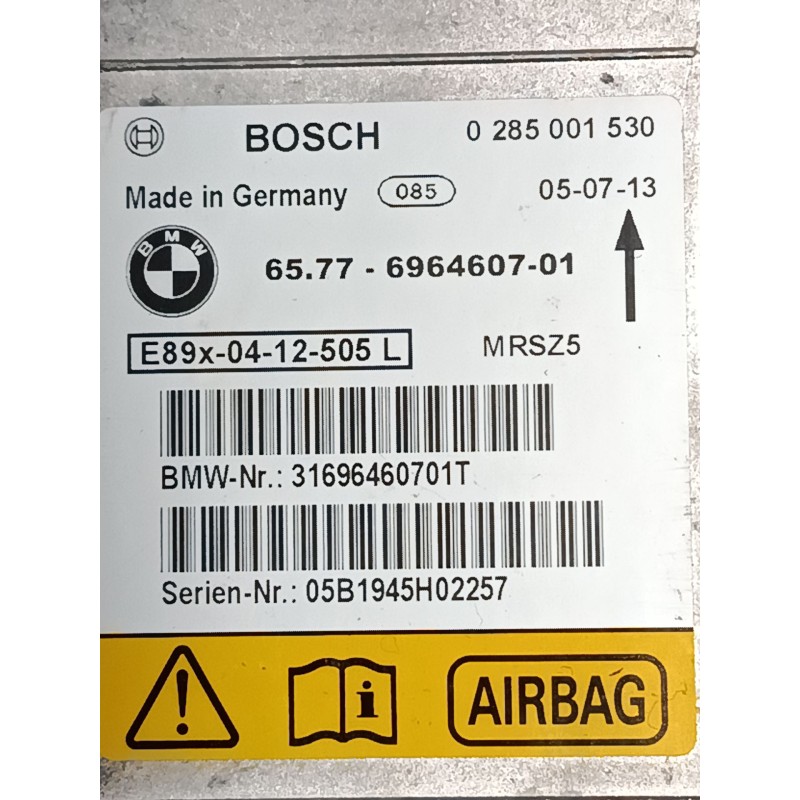 BOSCH 0 285 001 530
Made in Germany 085 05-07-13
BMW 65.77 - 6964607-01
E89x-04-12-505 L MRSZ5
BMW-Nr.: 31696460701T
Serien-Nr.: 05B1945H02257
i AIRBAG